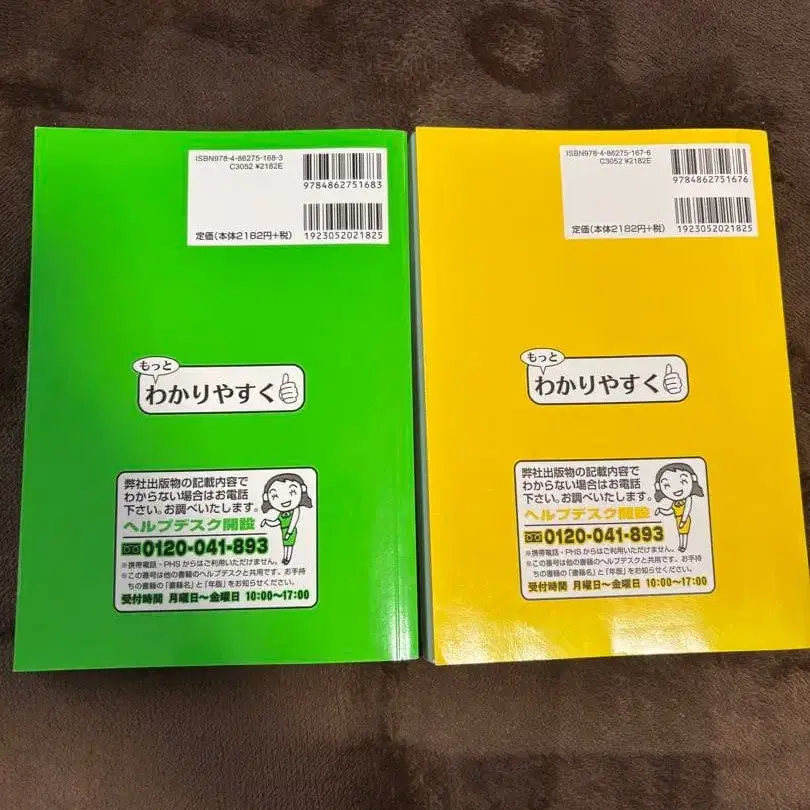 ISBN978-4-86275-168-3
C3052 ¥2182E
9784862751683
定価(本体2182円+税)
1923052021825
もっと
わかりやすく
弊社出版物の記載内容で
わからない場合はお電話
下さい。お調べいたします。
ヘルプデスク開設
0120-041-893
※携帯電話・PHSからはご利用いただけません。
※この番号は他の書籍のヘルプデスクと共用です。お手持
ちの書籍の「書籍名」と「年版」をお知らせください。
受付時間 月曜日〜金曜日 10:00〜17:00
ISBN978-4-86275-167-6
C3052 ¥2182E
9784862751676
定価(本体2182円+税)
1923052021825
もっと
わかりやすく
弊社出版物の記載内容で
わからない場合はお電話
下さい。お調べいたします。
ヘルプデスク開設
0120-041-893
※携帯電話・PHSからはご利用いただけません。
※この番号は他の書籍のヘルプデスクと共用です。お手持
ちの書籍の「書籍名」と「年版」をお知らせください。
受付時間 月曜日〜金曜日 10:00〜17:00